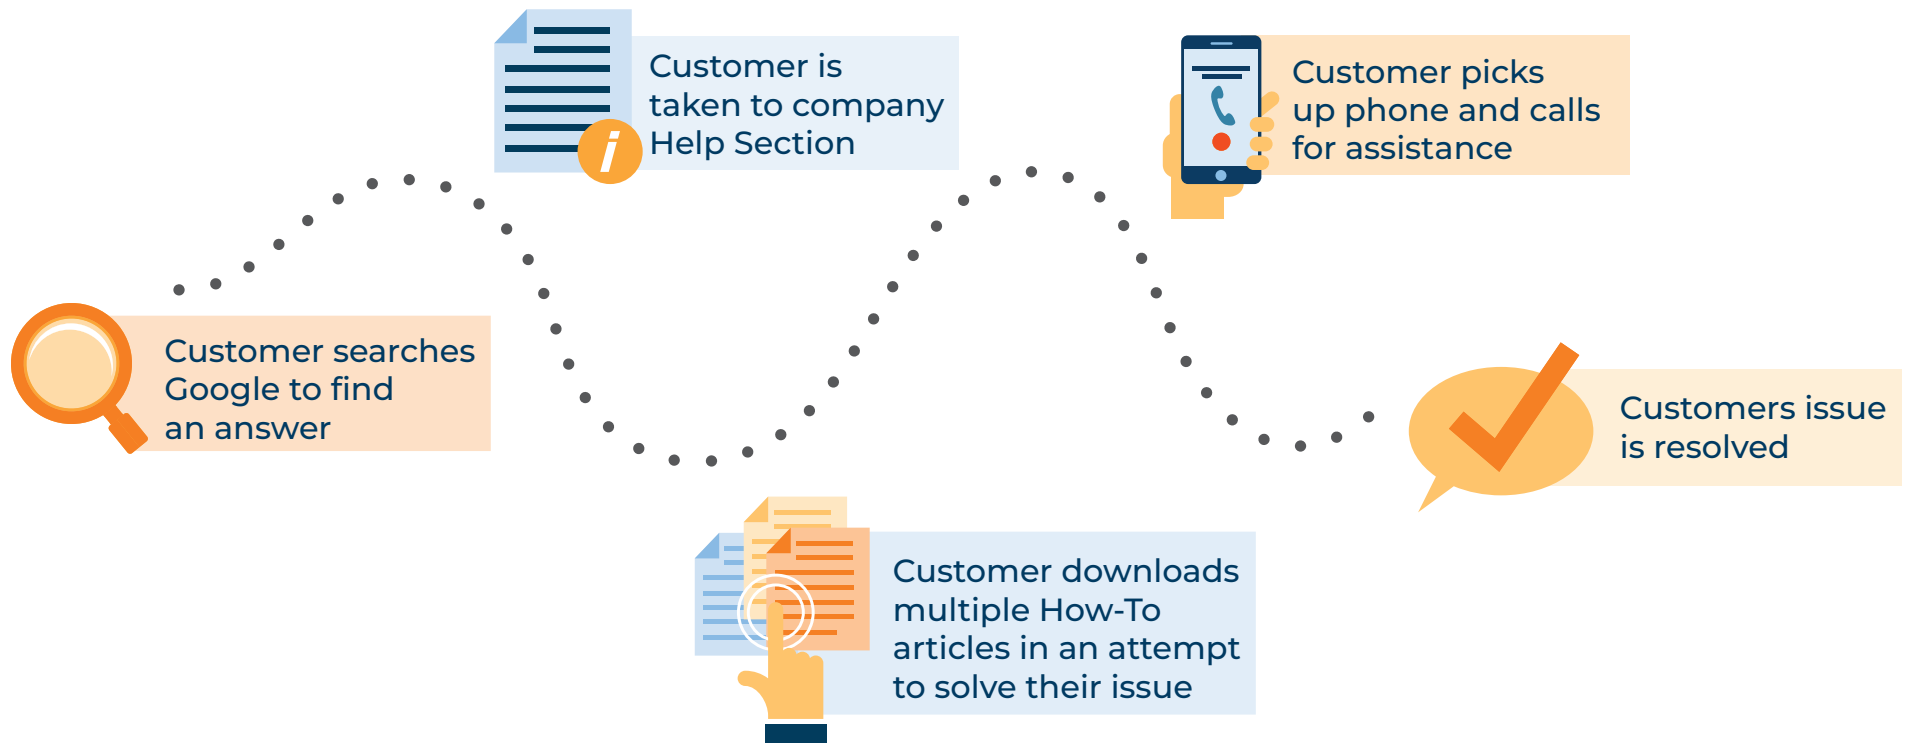 Customer searches
Google to find
an answer
Customer is
taken to company
Help Section
i
Customer downloads
multiple How-To
articles in an attempt
to solve their issue
Customer picks
up phone and calls
for assistance
Customers issue
is resolved